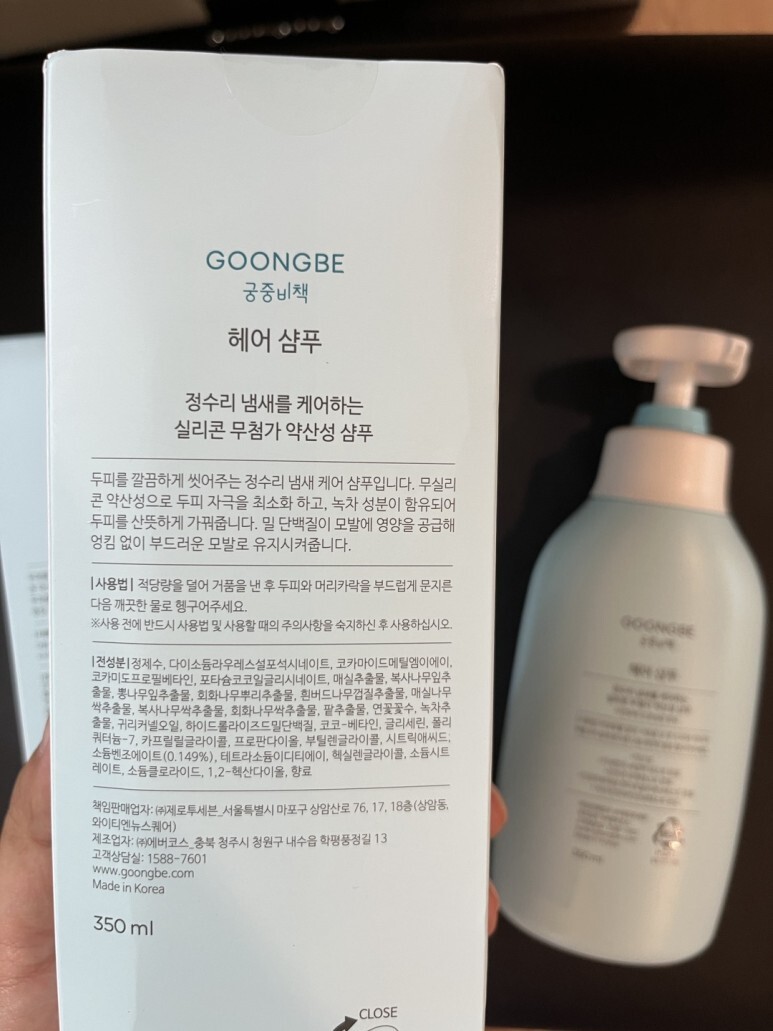 GOONGBE
궁중비책
헤어 샴푸
정수리 냄새를 케어하는
실리콘 무첨가 약산성 샴푸
두피를 깔끔하게 씻어주는 정수리 냄새 케어 샴푸입니다. 무실리
콘 약산성으로 두피 자극을 최소화 하고, 녹차 성분이 함유되어
두피를 산뜻하게 가꿔줍니다. 밀 단백질이 모발에 영양을 공급해
엉킴 없이 부드러운 모발로 유지시켜줍니다.
|사용법| 적당량을 덜어 거품을 낸 후 두피와 머리카락을 부드럽게 문지른
다음 깨끗한 물로 헹구어주세요.
※사용 전에 반드시 사용법 및 사용할 때의 주의사항을 숙지하신 후 사용하십시오.
|전성분| 정제수, 다이소듐라우레스설포석시네이트, 코카마이드메틸엠이에이,
코카미도프로필베타인, 포타슘코코일글리시네이트, 매실추출물, 복사나무잎추
출물, 뽕나무잎추출물, 회화나무뿌리추출물, 흰버드나무껍질추출물, 매실나무
싹추출물, 복사나무싹추출물, 회화나무싹추출물, 팥추출물, 연꽃꽃수, 녹차추
출물, 귀리커넬오일, 하이드롤라이즈드밀단백질, 코코-베타인, 글리세린, 폴리
쿼터늄-7, 카프릴릴글라이콜, 프로판다이올, 부틸렌글라이콜, 시트릭애씨드,
소듐벤조에이트(0.149%), 테트라소듐이디티에이, 헥실렌글라이콜, 소듐시트
레이트, 소듐클로라이드, 1,2-헥산다이올, 향료
책임판매업자: ㈜제로투세븐_서울특별시 마포구 상암산로 76, 17, 18층(상암동,
와이티엔뉴스퀘어)
제조업자: ㈜에버코스_충북 청주시 청원구 내수읍 학평풍정길 13
고객상담실: 1588-7601
www.goongbe.com
Made in Korea
350 ml
CLOSE
GOONGBE
궁중비책
헤어 샴푸